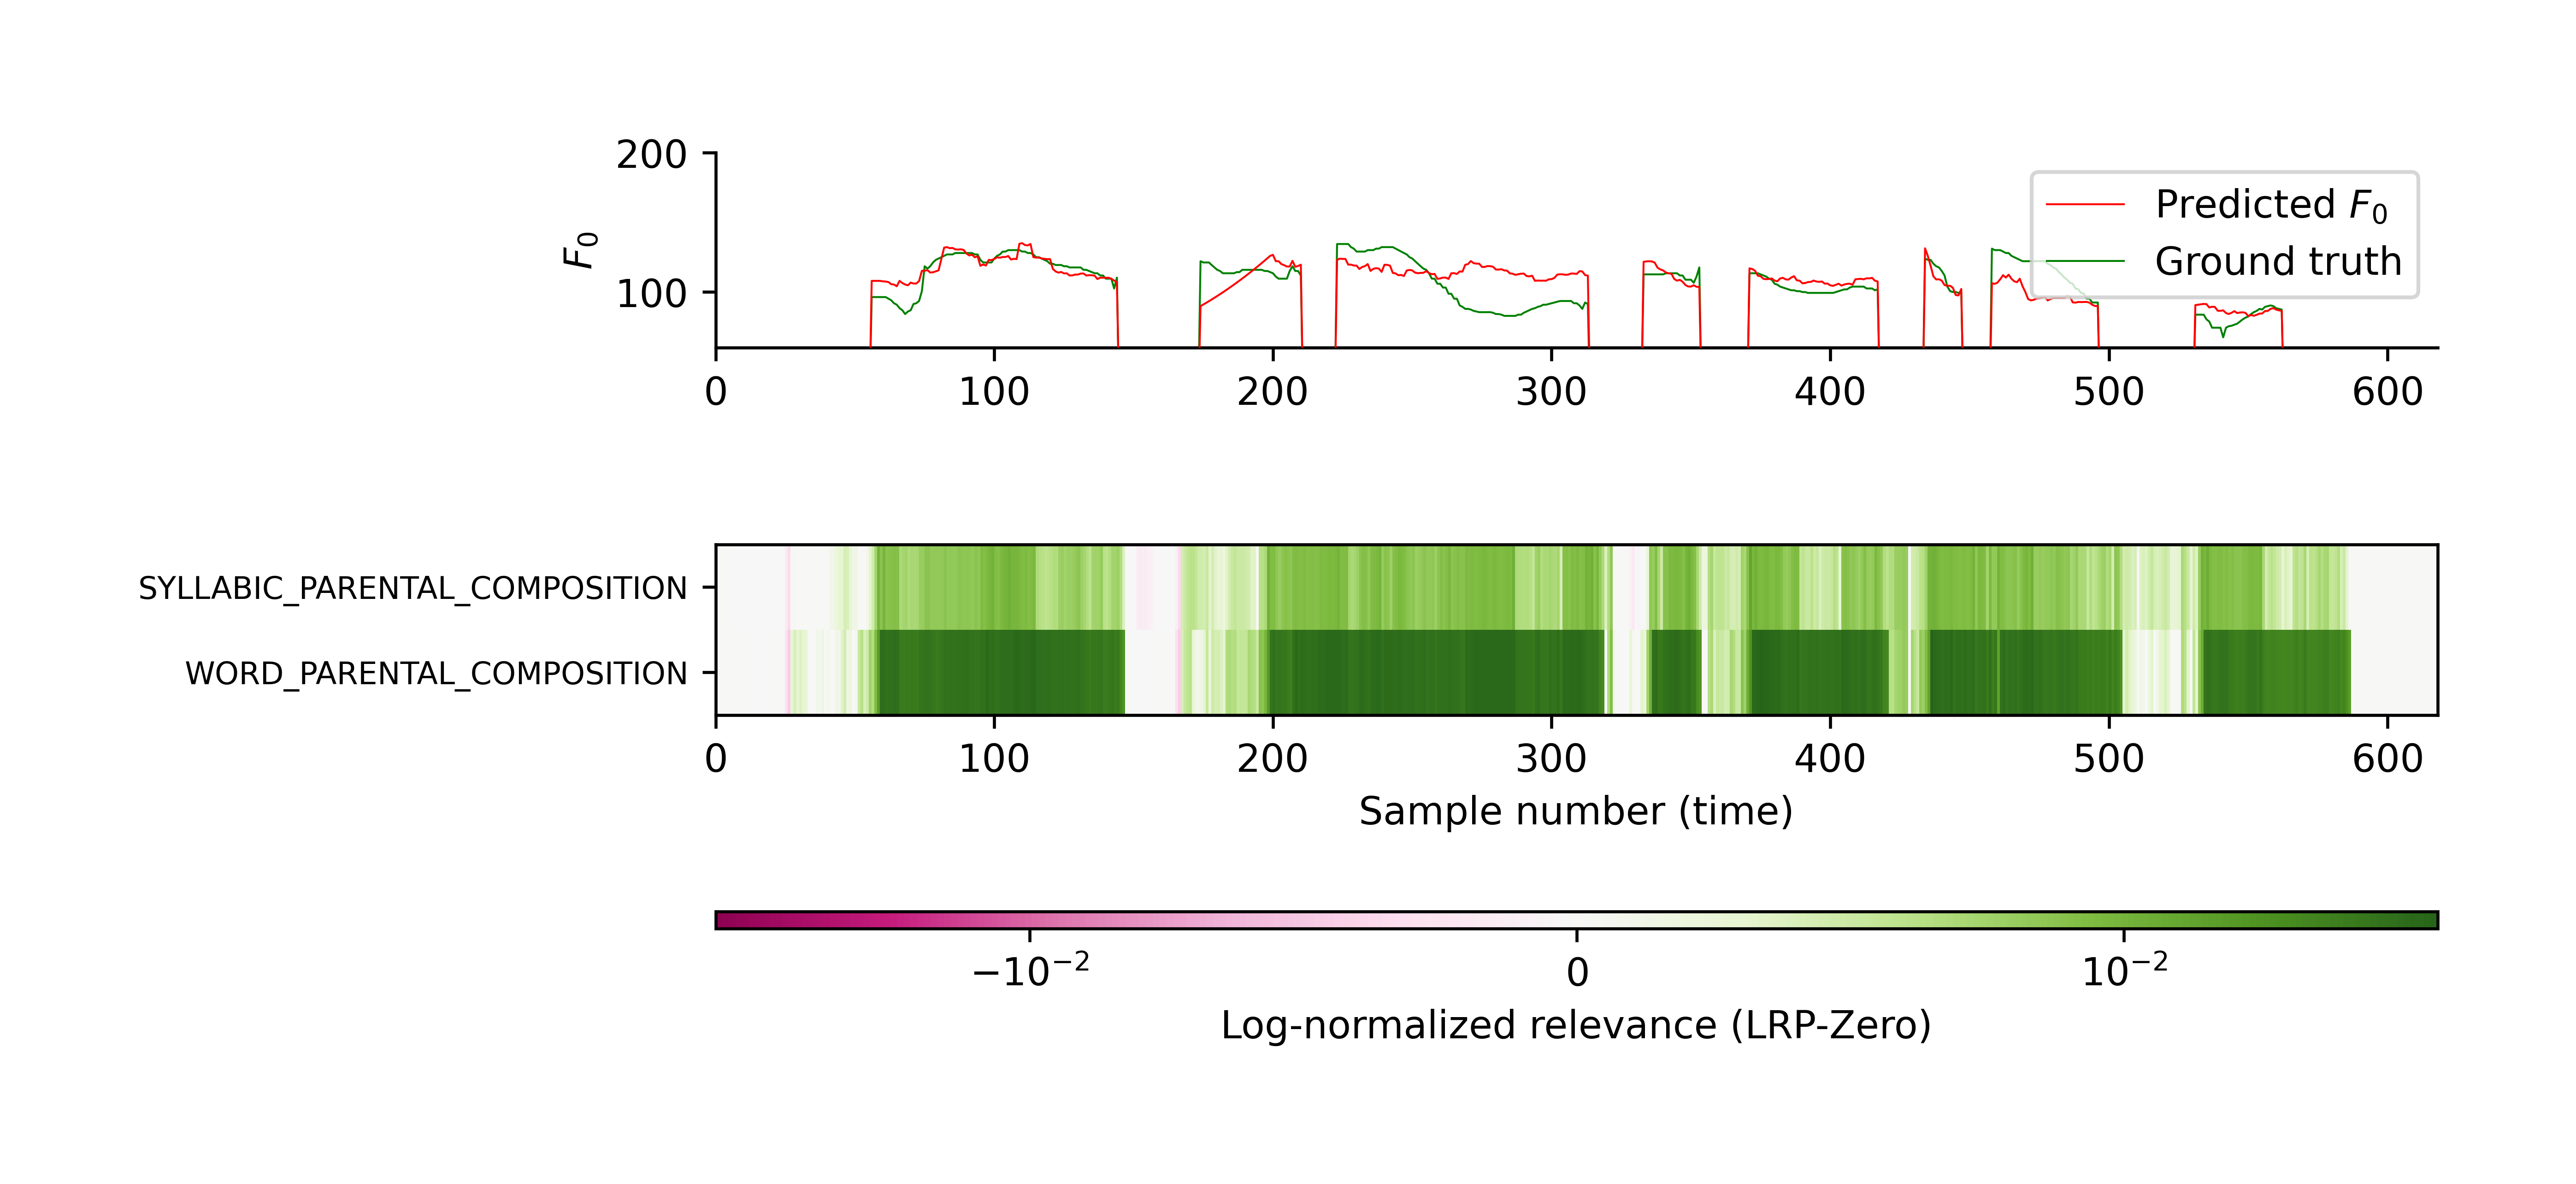 200
100
F₀
Predicted F₀
Ground truth
0 100 200 300 400 500 600
SYLLABIC_PARENTAL_COMPOSITION
WORD_PARENTAL_COMPOSITION
0 100 200 300 400 500 600
Sample number (time)
−10⁻² 0 10⁻²
Log-normalized relevance (LRP-Zero)